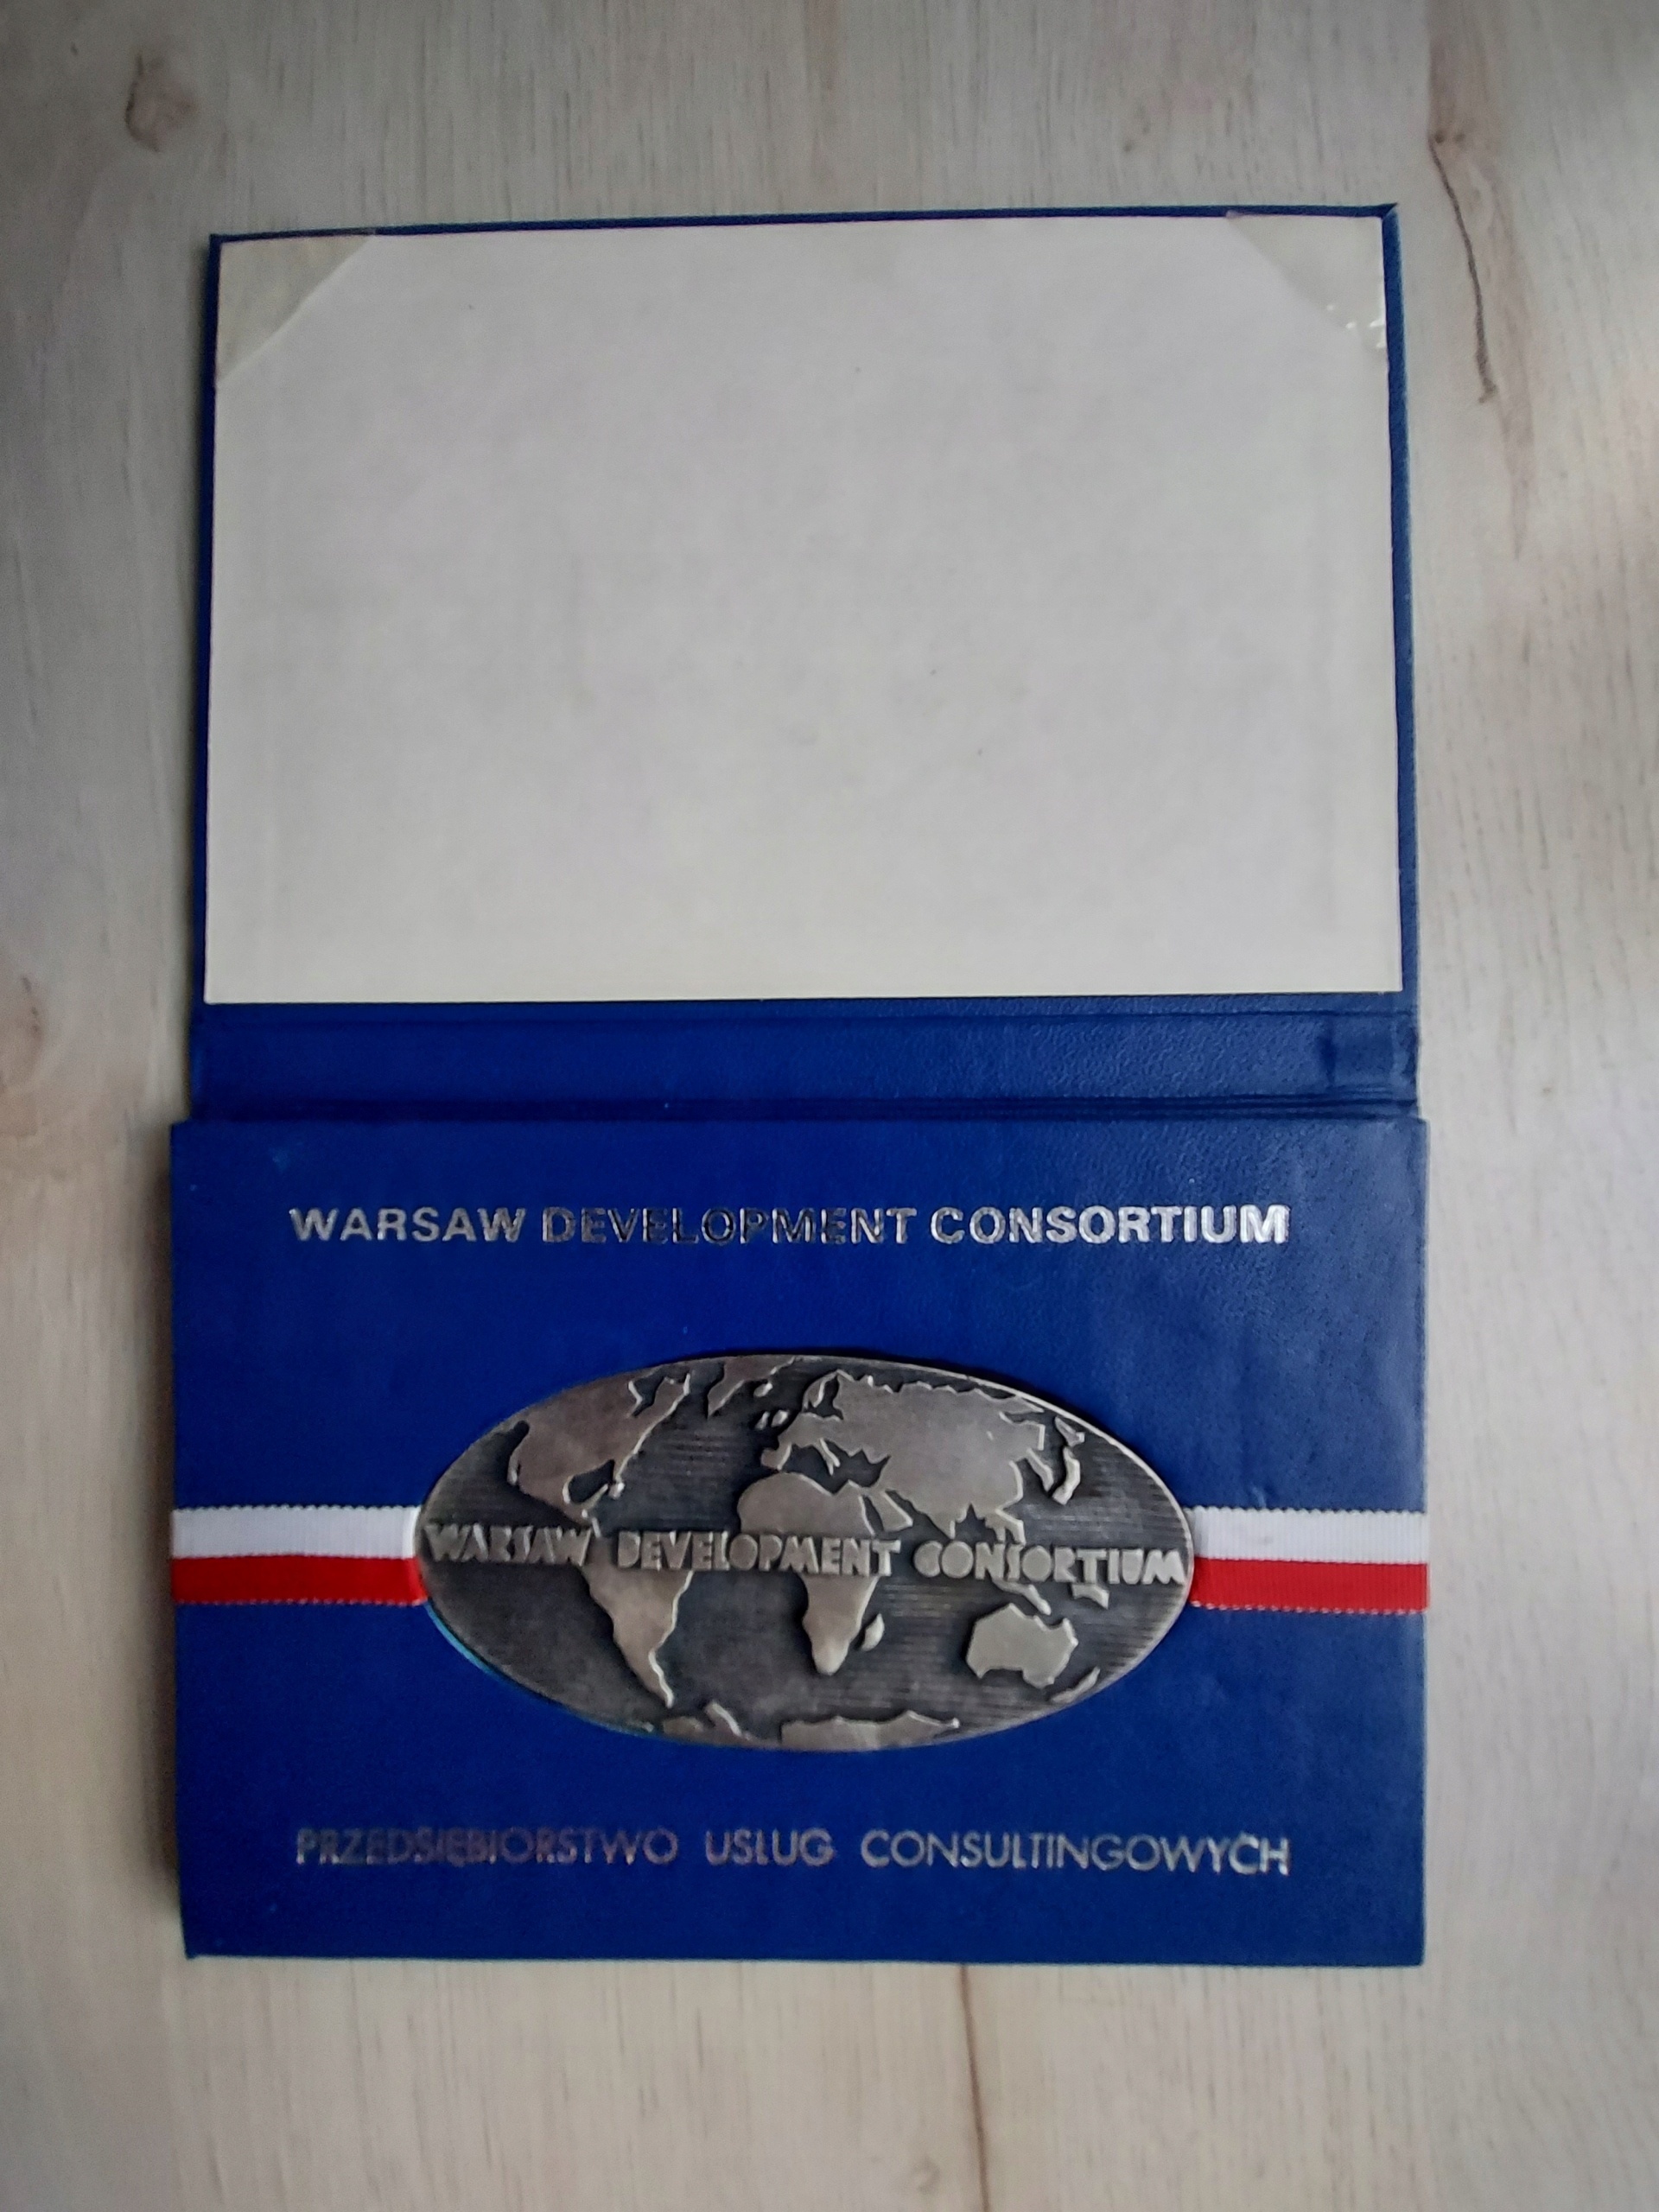 WARSAW DEVELOPMENT CONSORTIUM
WARSAW DEVELOPMENT CONSORTIUM
PRZEDSIĘBIORSTWO USŁUG CONSULTINGOWYCH